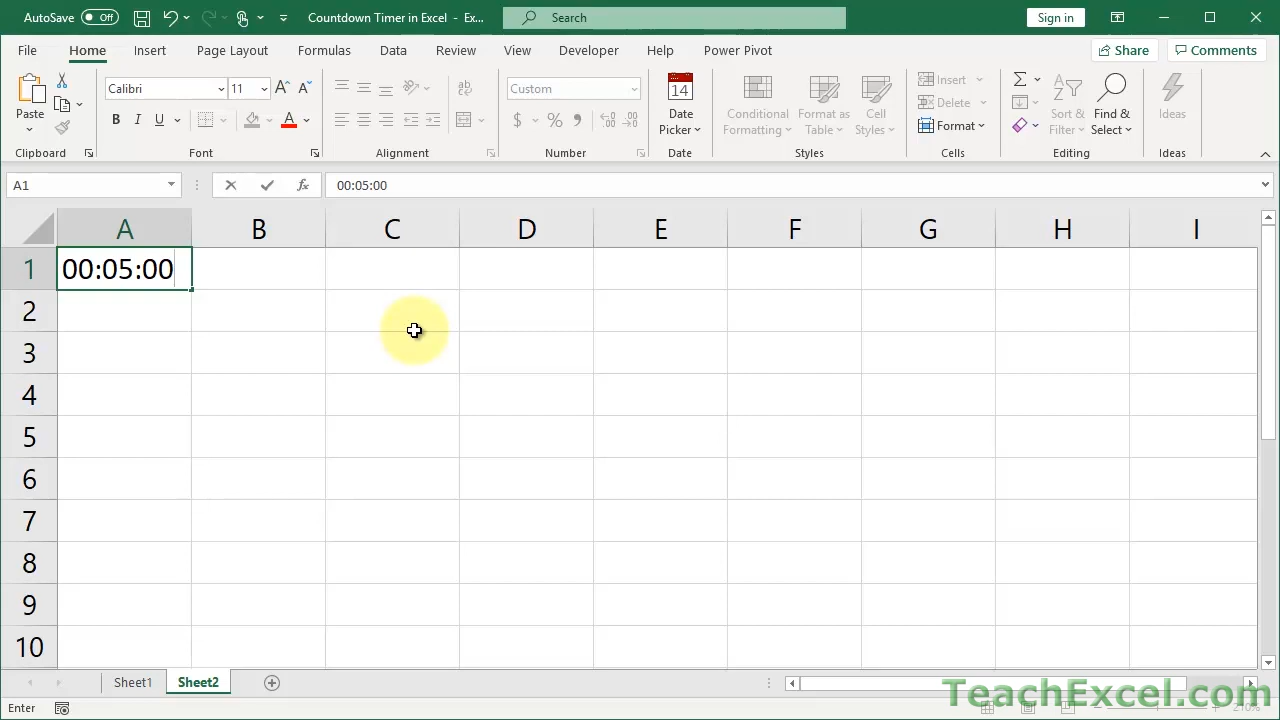 AutoSave Off Countdown Timer in Excel - Ex... Search Sign in
File Home Insert Page Layout Formulas Data Review View Developer Help Power Pivot Share Comments
Calibri 11 Custom 14 Insert
Paste Date Picker Conditional Formatting Format as Table Cell Styles Delete Sort & Filter Find & Select Ideas
B I U A A A ab $ % 9 Format
Clipboard Font Alignment Number Date Styles Cells Editing Ideas
A1 fx 00:05:00
A B C D E F G H I
1 00:05:00
2
3
4
5
6
7
8
9
10
Sheet1 Sheet2
TeachExcel.com
Enter 210%